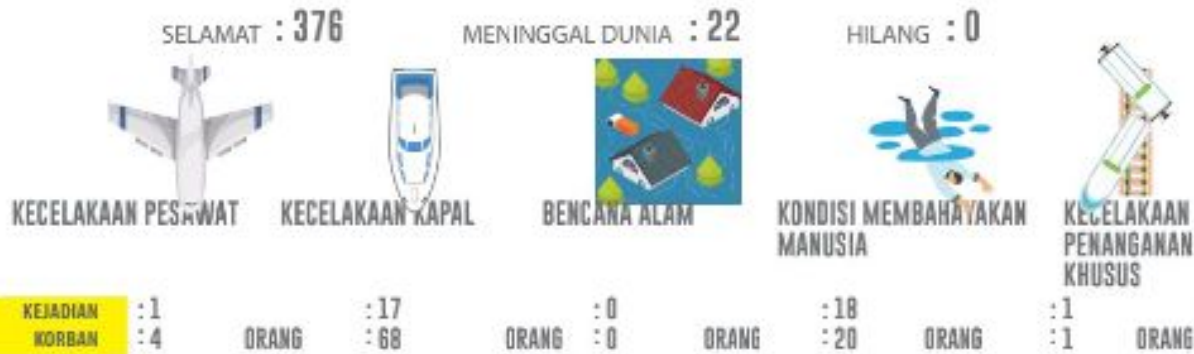 SELAMAT : 376 MENINGGAL DUNIA : 22 HILANG : 0
KECELAKAAN PESAWAT KECELAKAAN KAPAL BENCANA ALAM KONDISI MEMBAHAYAKAN KECELAKAAN
MANUSIA PENANGANAN
KHUSUS
KEJADIAN : 1 : 17 : 0 : 18 : 1
KORBAN : 4 ORANG : 68 ORANG : 0 ORANG : 20 ORANG : 1 ORANG